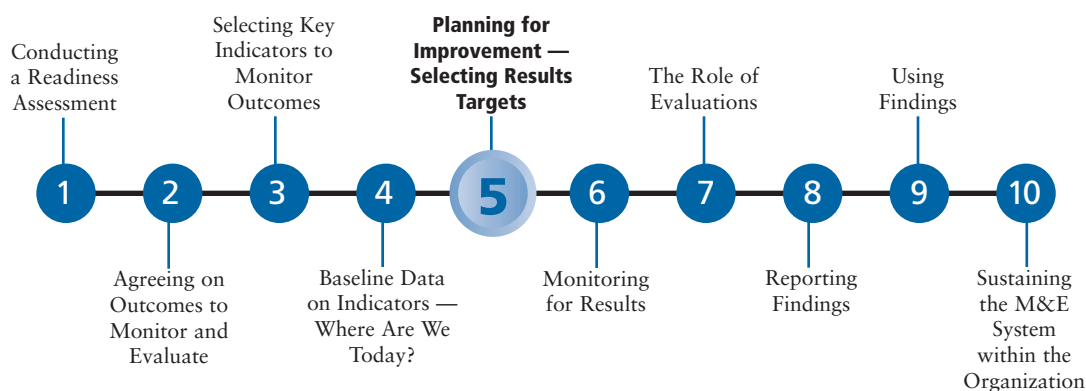 Conducting
a Readiness
Assessment
Selecting Key
Indicators to
Monitor
Outcomes
Planning for
Improvement —
Selecting Results
Targets
The Role of
Evaluations
Using
Findings
1
2
3
4
5
6
7
8
9
10
Agreeing on
Outcomes to
Monitor and
Evaluate
Baseline Data
on Indicators —
Where Are We
Today?
Monitoring
for Results
Reporting
Findings
Sustaining
the M&E
System
within the
Organization